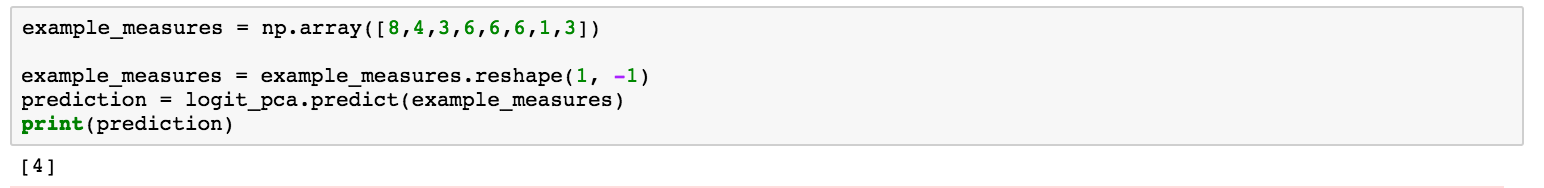 example_measures = np.array([8,4,3,6,6,6,1,3])
example_measures = example_measures.reshape(1, -1)
prediction = logit_pca.predict(example_measures)
print(prediction)
[4]